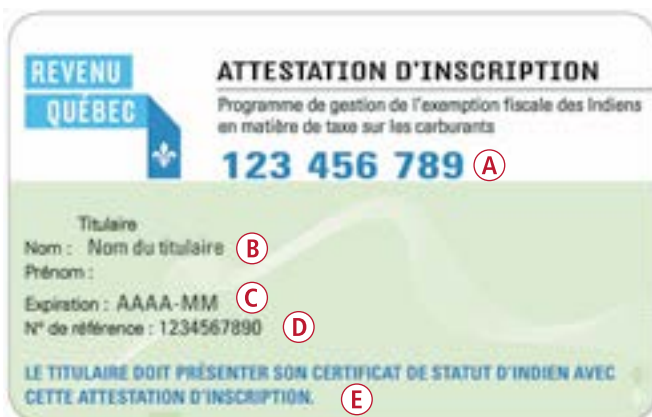 REVENU
QUÉBEC
ATTESTATION D'INSCRIPTION
Programme de gestion de l'exemption fiscale des Indiens
en matière de taxe sur les carburants
123 456 789 A
Titulaire
Nom : Nom du titulaire B
Prénom :
Expiration : AAAA-MM C
N° de référence : 1234567890 D
LE TITULAIRE DOIT PRÉSENTER SON CERTIFICAT DE STATUT D'INDIEN AVEC
CETTE ATTESTATION D'INSCRIPTION. E